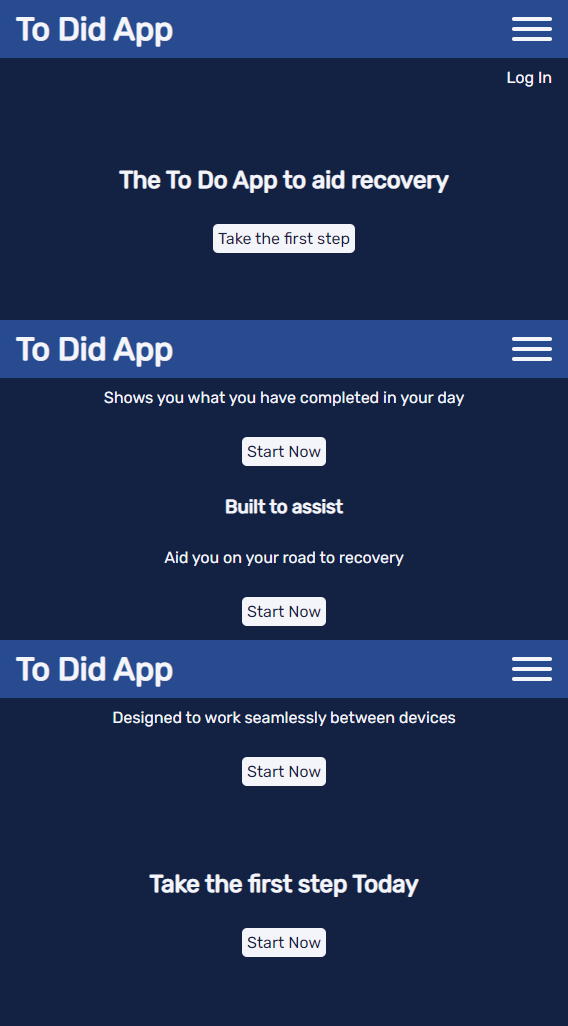 To Did App
Log In
The To Do App to aid recovery
Take the first step
To Did App
Shows you what you have completed in your day
Start Now
Built to assist
Aid you on your road to recovery
Start Now
To Did App
Designed to work seamlessly between devices
Start Now
Take the first step Today
Start Now